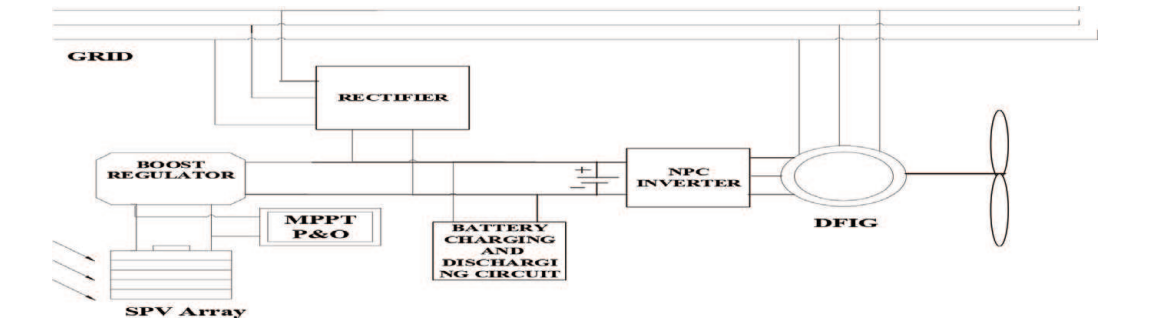 GRID
RECTIFIER
BOOST
REGULATOR
+
NPC
INVERTER
−
MPPT
P&O
BATTERY
CHARGING
AND
DISCHARGI
NG CIRCUIT
DFIG
SPV Array